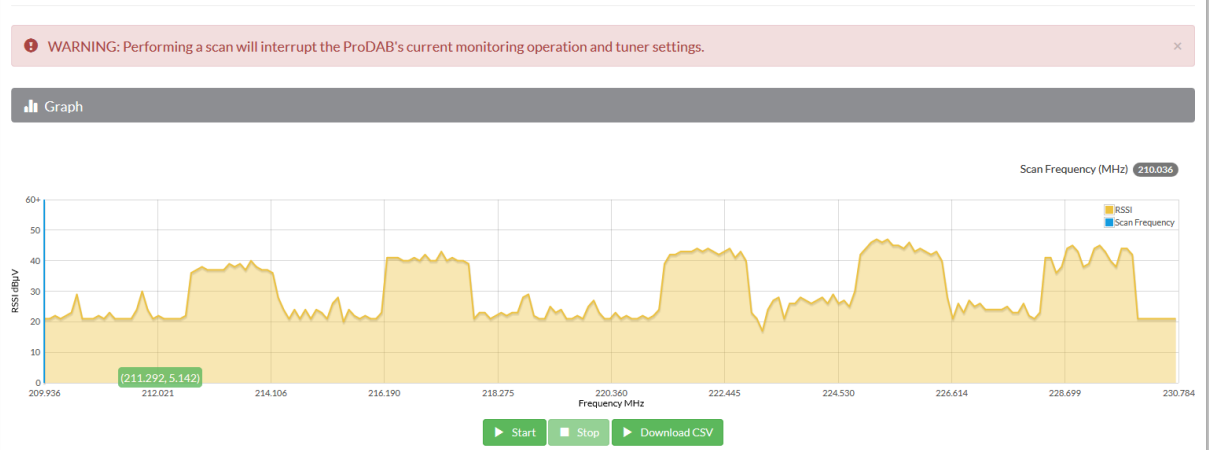 WARNING: Performing a scan will interrupt the ProDAB's current monitoring operation and tuner settings. ×
Graph
Scan Frequency (MHz) 210.036
60+
50
40
30
20
10
0
RSSI dBµV
RSSI
Scan Frequency
(211.292, 5.142)
209.936 212.021 214.106 216.190 218.275 220.360 222.445 224.530 226.614 228.699 230.784
Frequency MHz
Start Stop Download CSV